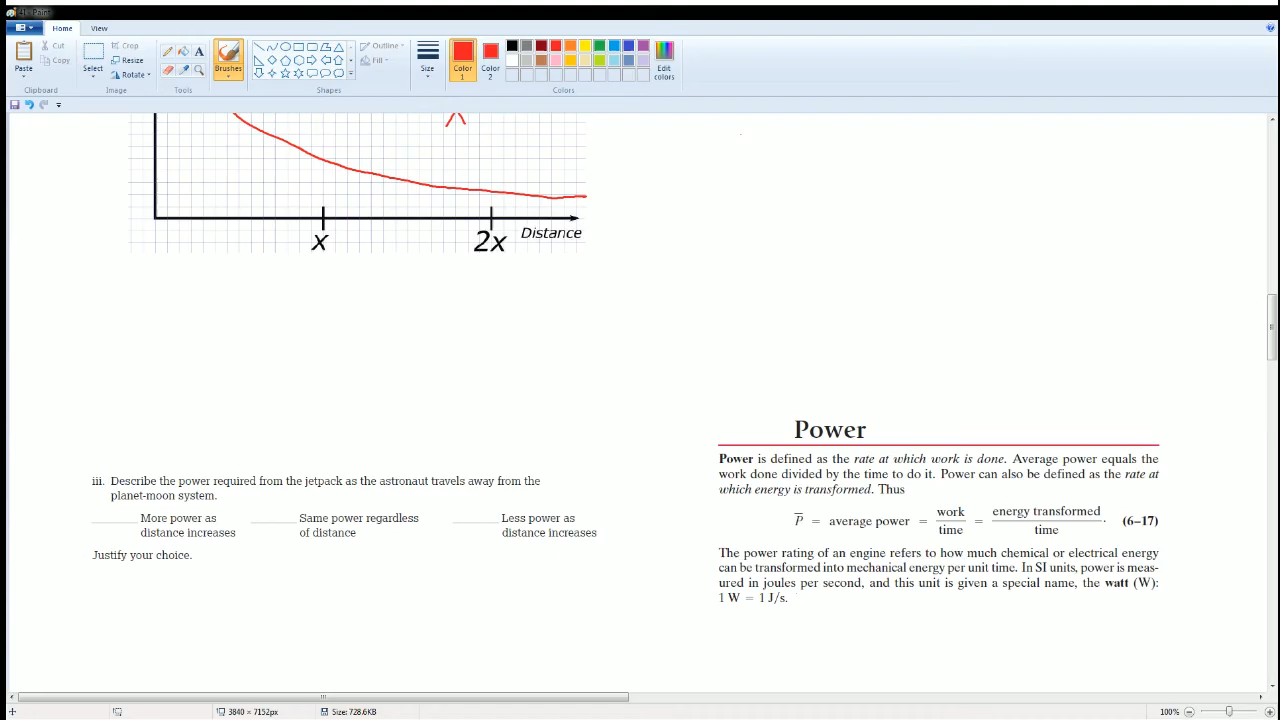 Home
View
Paste
Cut
Copy
Clipboard
Select
Crop
Resize
Rotate
Image
Tools
Brushes
Shapes
Outline
Fill
Size
Color 1
Color 2
Edit colors
Colors
x
2x
Distance
iii. Describe the power required from the jetpack as the astronaut travels away from the
planet-moon system.
_______ More power as
distance increases
_______ Same power regardless
of distance
_______ Less power as
distance increases
Justify your choice.
Power
Power is defined as the rate at which work is done. Average power equals the
work done divided by the time to do it. Power can also be defined as the rate at
which energy is transformed. Thus
P̅ = average power = work / time = energy transformed / time . (6–17)
The power rating of an engine refers to how much chemical or electrical energy
can be transformed into mechanical energy per unit time. In SI units, power is meas-
ured in joules per second, and this unit is given a special name, the watt (W):
1 W = 1 J/s.
3840 × 7152px
Size: 728.6KB
100%